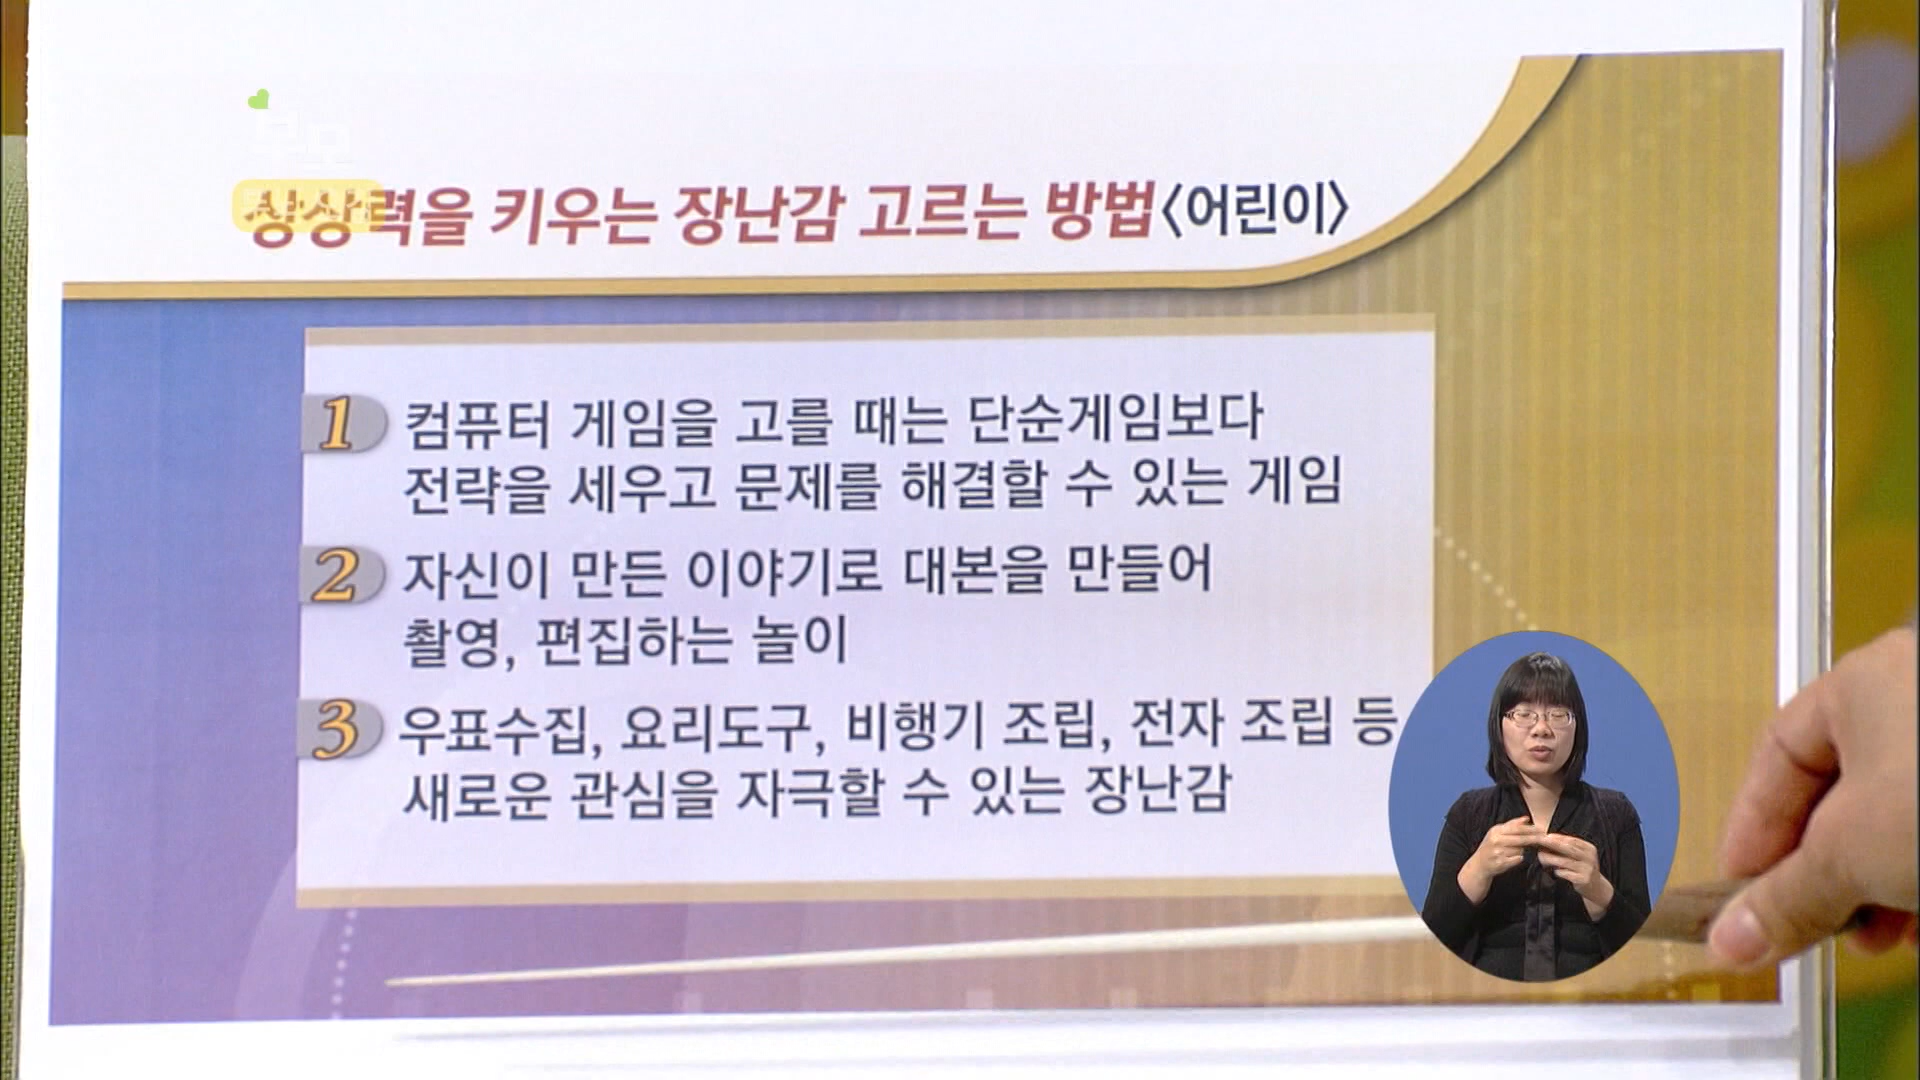 상상력을 키우는 장난감 고르는 방법<어린이>
1 컴퓨터 게임을 고를 때는 단순게임보다
전략을 세우고 문제를 해결할 수 있는 게임
2 자신이 만든 이야기로 대본을 만들어
촬영, 편집하는 놀이
3 우표수집, 요리도구, 비행기 조립, 전자 조립 등
새로운 관심을 자극할 수 있는 장난감